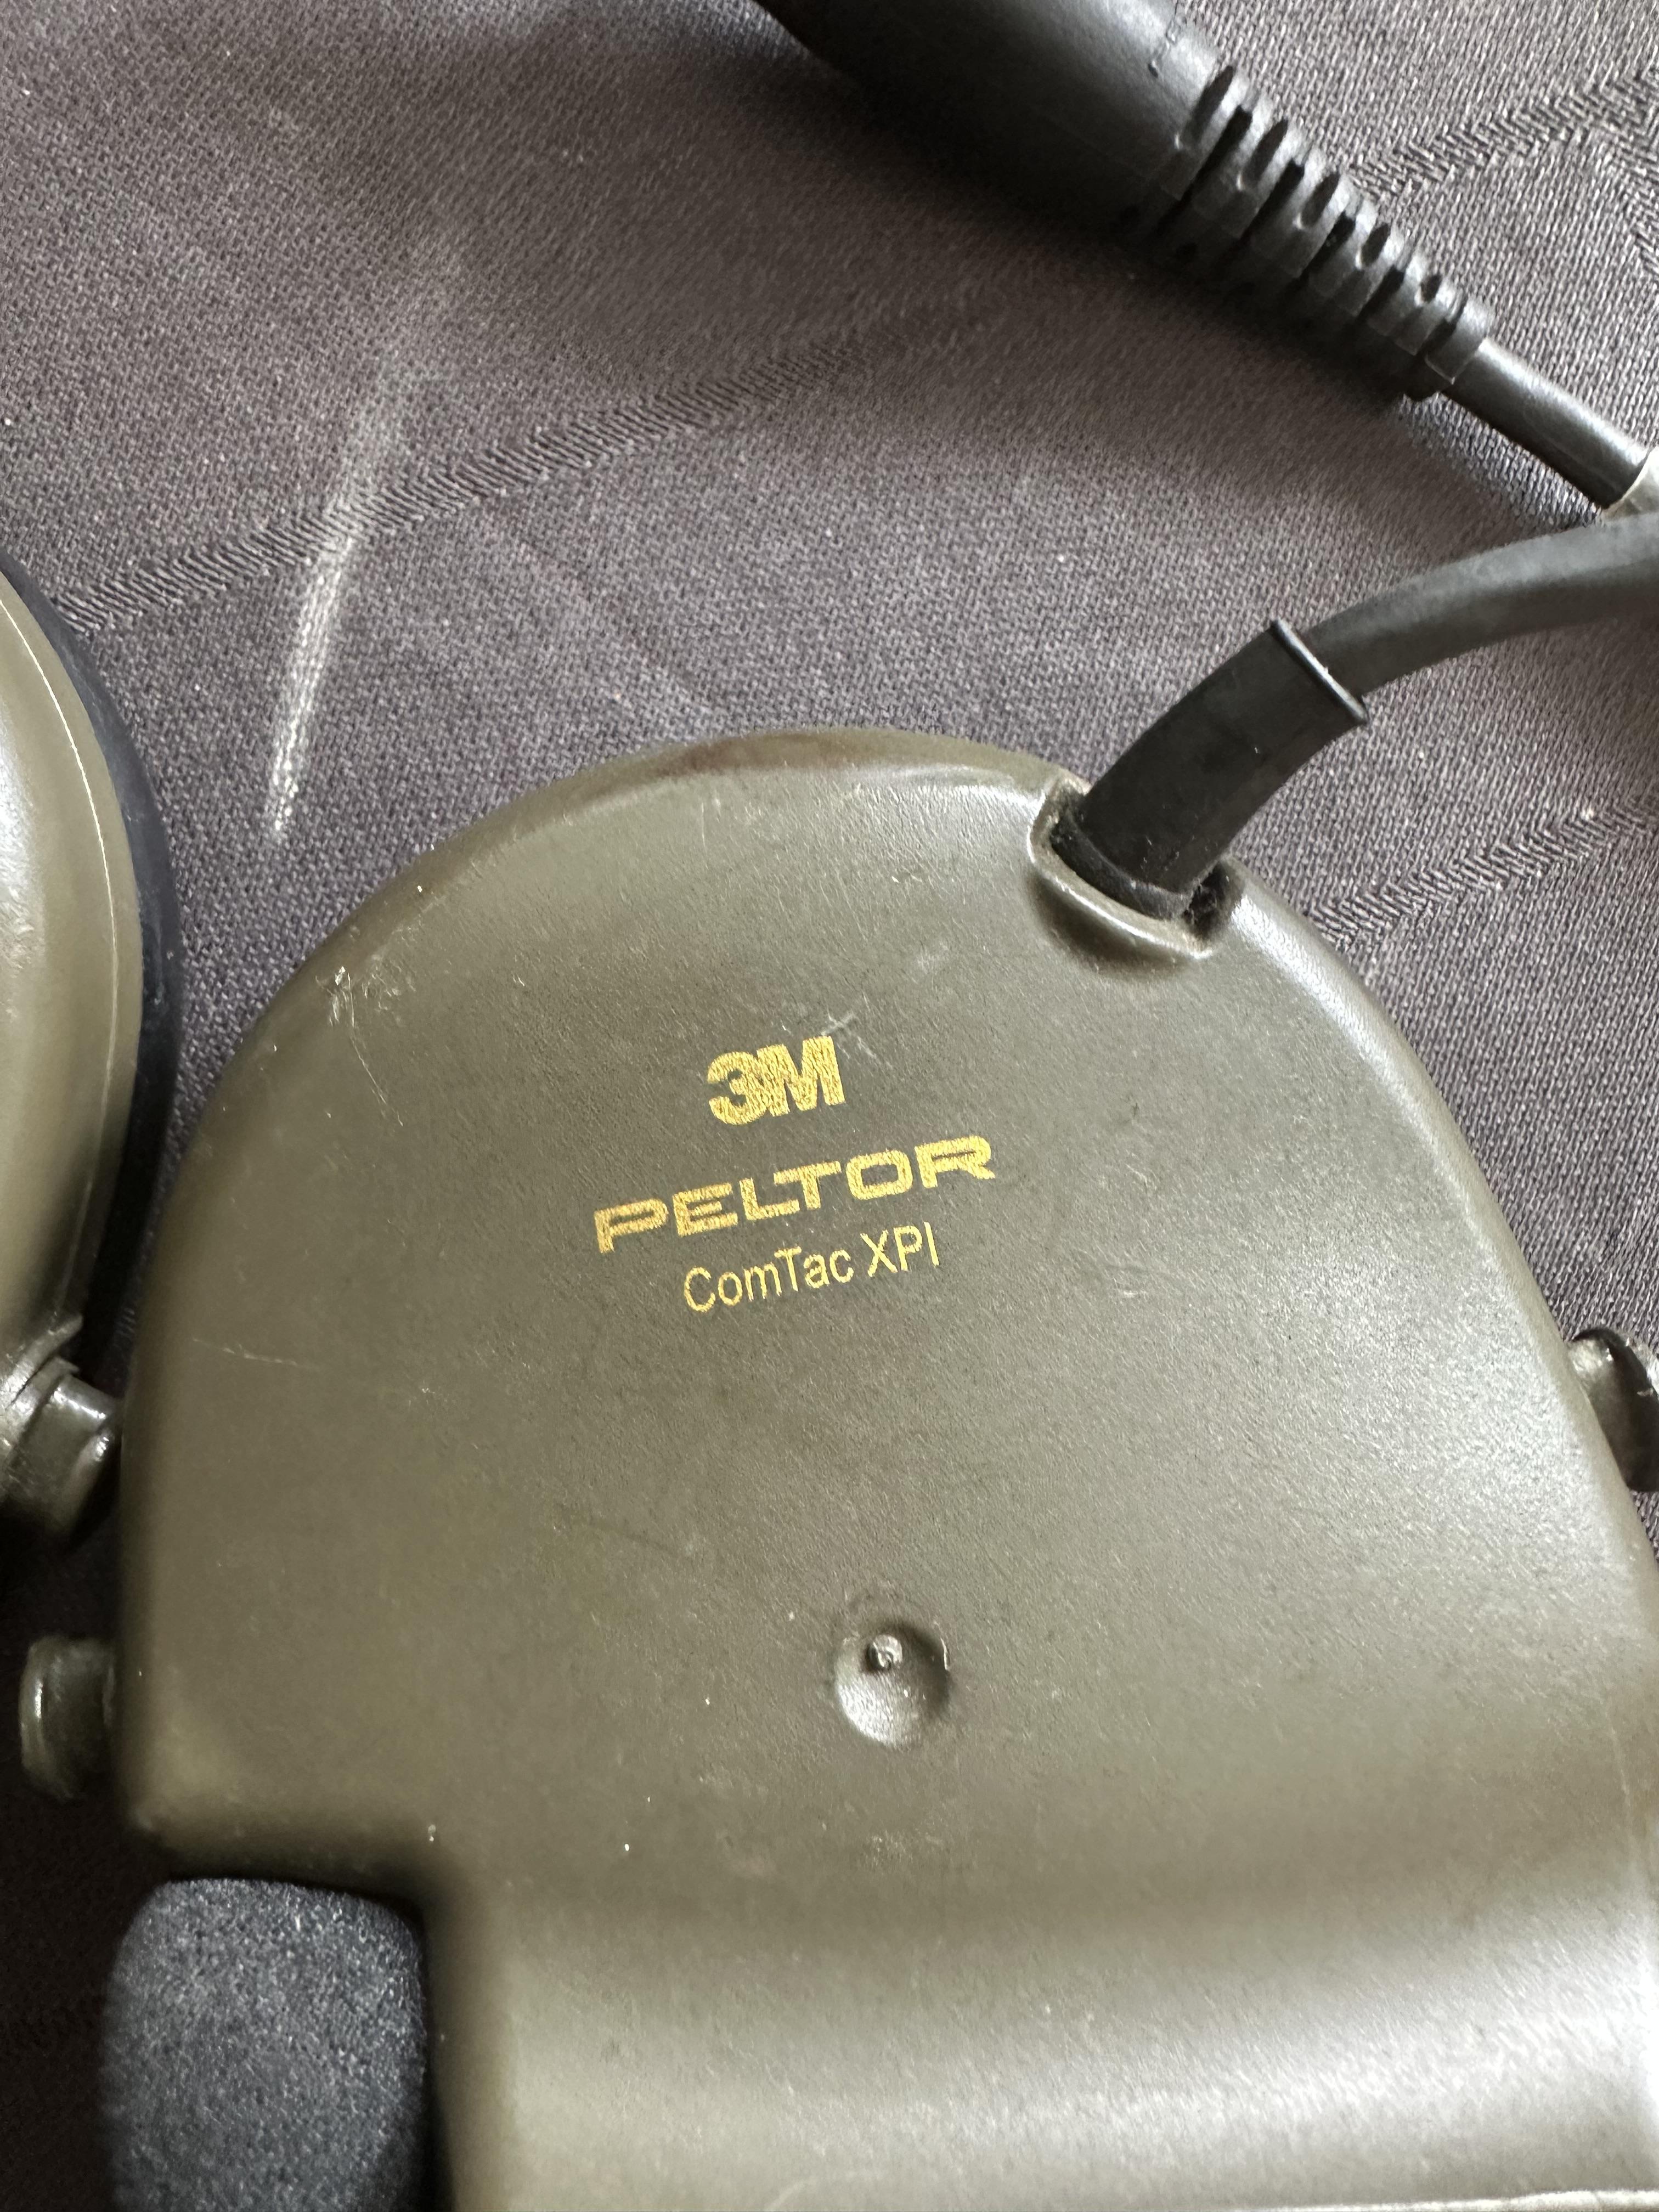 3M
PELTOR
ComTac XPI